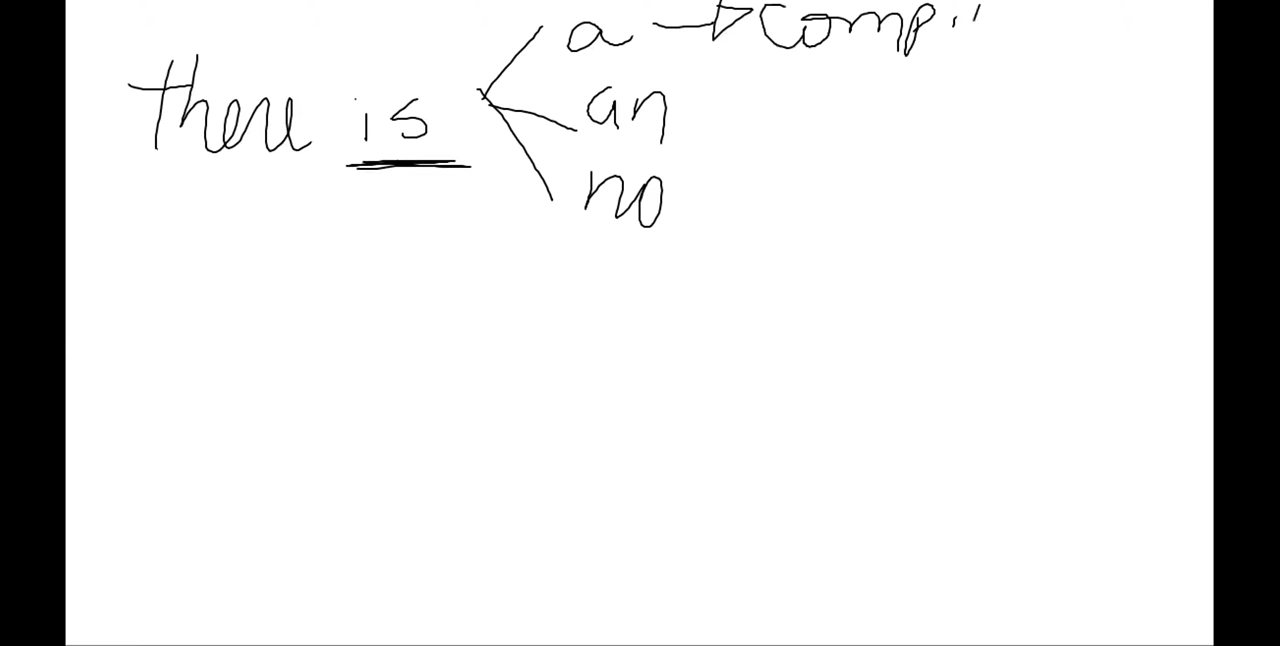 a → comp..
there is an
no